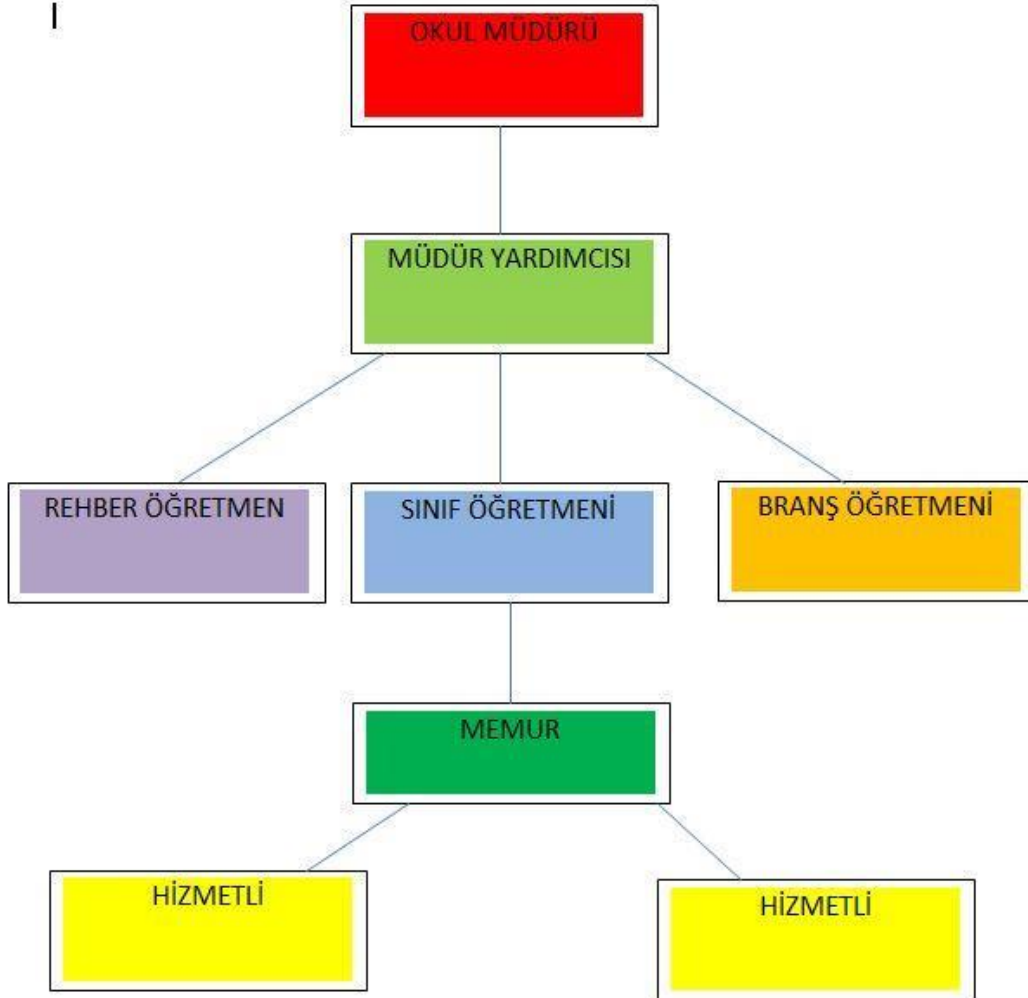 OKUL MÜDÜRÜ
MÜDÜR YARDIMCISI
REHBER ÖĞRETMEN
SINIF ÖĞRETMENİ
BRANŞ ÖĞRETMENİ
MEMUR
HİZMETLİ
HİZMETLİ